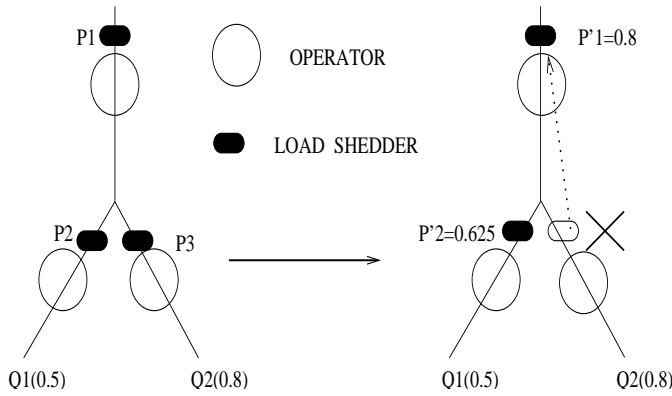 P1
P'1=0.8
OPERATOR
LOAD SHEDDER
P2
P3
P'2=0.625
Q1(0.5)
Q2(0.8)
Q1(0.5)
Q2(0.8)